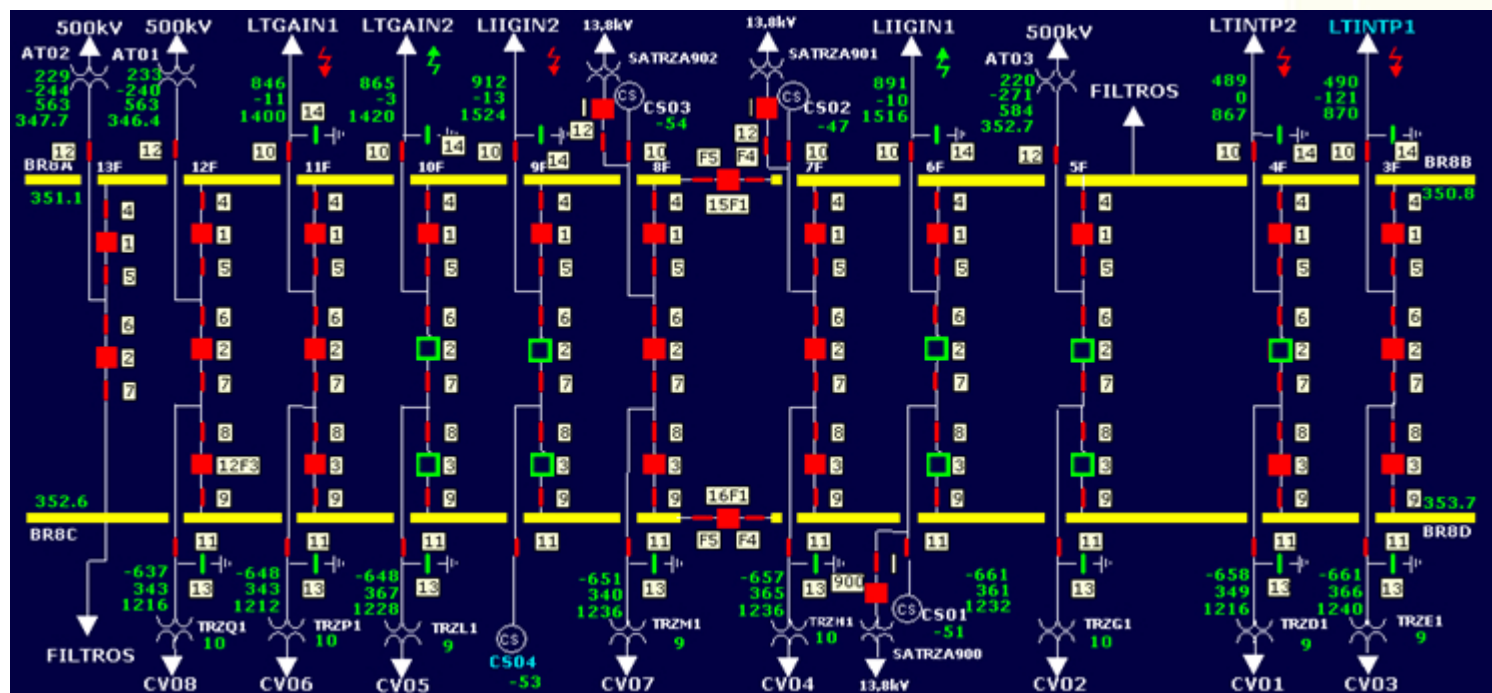 500kV 500kV LTGAIN1 LTGAIN2 LIIGIN2 13,8kV 13,8kV LIIGIN1 500kV LTINTP2 LTINTP1
AT02 AT01 SATRZA902 SATRZA901 AT03
229 233 846 865 912 891 220 489 490
-244 -240 -11 -3 -13 -10 -271 0 -121
563 563 1400 1420 1524 1516 584 867 870
347.7 346.4 352.7
FILTROS
CS CS03 CS CS02
-54 -47
14 14 14 14 14 14
12 12 10 10 10 12 10 12 10 10 12 10 10
F5 F4
BR8A 13F 12F 11F 10F 9F 8F 7F 6F 5F 4F 3F BR8B
351.1 350.8
15F1
4 4 4 4 4 4 4 4 4 4 4
1 1 1 1 1 1 1 1 1 1 1
5 5 5 5 5 5 5 5 5 5 5
6 6 6 6 6 6 6 6 6 6 6
2 2 2 2 2 2 2 2 2 2 2
7 7 7 7 7 7 7 7 7 7 7
8 8 8 8 8 8 8 8 8 8
12F3 3 3 3 3 3 3 3 3 3
9 9 9 9 9 9 9 9 9 9
352.6 16F1 353.7
BR8C F5 F4 BR8D
11 11 11 11 11 11 11 11 11 11
13 13 13 13 13 900 13 13 13
-637 -648 -648 -651 -657 -661 -658 -661
343 343 367 340 365 361 349 366
1216 1212 1228 1236 1236 1232 1216 1240
CS CS01
-51
TRZQ1 TRZP1 TRZL1 TRZM1 TRZH1 TRZG1 TRZD1 TRZE1
10 10 9 9 10 10 9 9
CS
CS04
-53
SATRZA900
FILTROS
CV08 CV06 CV05 CV07 CV04 13,8kV CV02 CV01 CV03